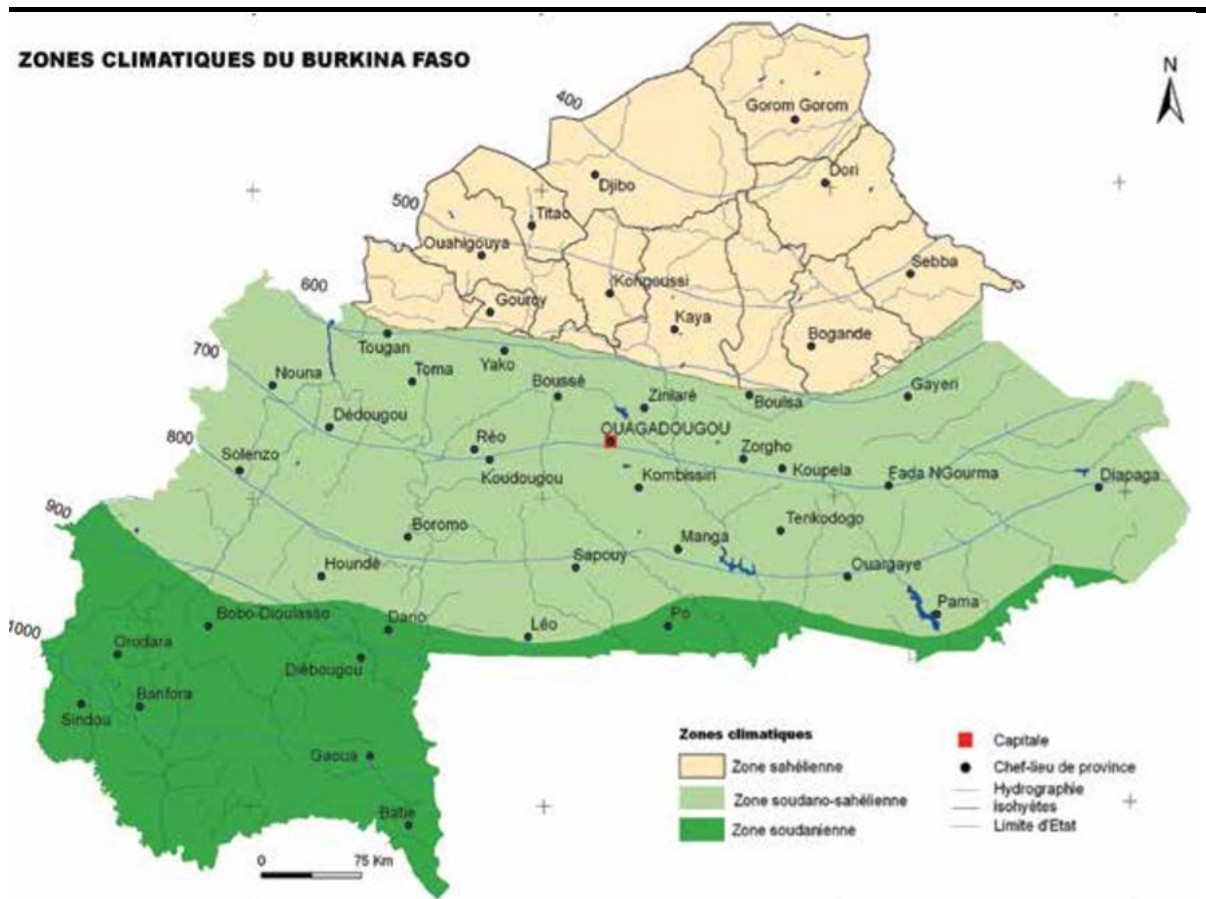 ZONES CLIMATIQUES DU BURKINA FASO
N
400
Gorom Gorom
Dori
Djibo
500
Titao
Ouahigouya
Sebba
Kongoussi
600
Gourcy
Kaya
Bogande
Tougan
Yako
700
Nouna
Toma
Boussé
Ziniaré
Boulsa
Gayeri
Dédougou
OUAGADOUGOU
800
Réo
Zorgho
Solenzo
Koudougou
Kombissiri
Koupela
Fada NGourma
Diapaga
900
Boromo
Tenkodogo
Manga
Houndé
Sapouy
Ouargaye
Pama
Bobo-Dioulasso
Dano
Po
1000
Léo
Orodara
Diébougou
Banfora
Sindou
Gaoua
Batie
0 75 Km
Zones climatiques
Zone sahélienne
Zone soudano-sahélienne
Zone soudanienne
Capitale
Chef-lieu de province
Hydrographie
isohyètes
Limite d'Etat